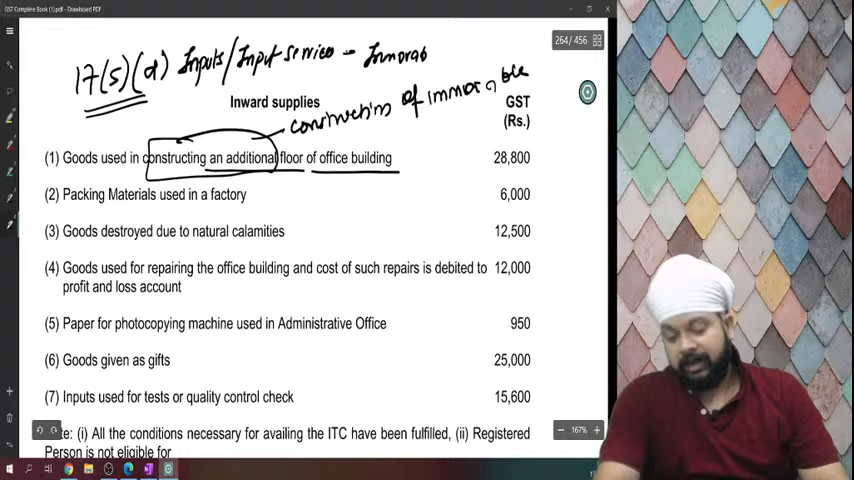 GST Complete Book (1).pdf - Drawboard PDF
264 / 456
17(5)(d) Inputs/Input service - Immovab
ble
construction of immov
Inward supplies
GST
(Rs.)
(1) Goods used in constructing an additional floor of office building 28,800
(2) Packing Materials used in a factory 6,000
(3) Goods destroyed due to natural calamities 12,500
(4) Goods used for repairing the office building and cost of such repairs is debited to 12,000
profit and loss account
(5) Paper for photocopying machine used in Administrative Office 950
(6) Goods given as gifts 25,000
(7) Inputs used for tests or quality control check 15,600
te: (i) All the conditions necessary for availing the ITC have been fulfilled, (ii) Registered
Person is not eligible for
167%